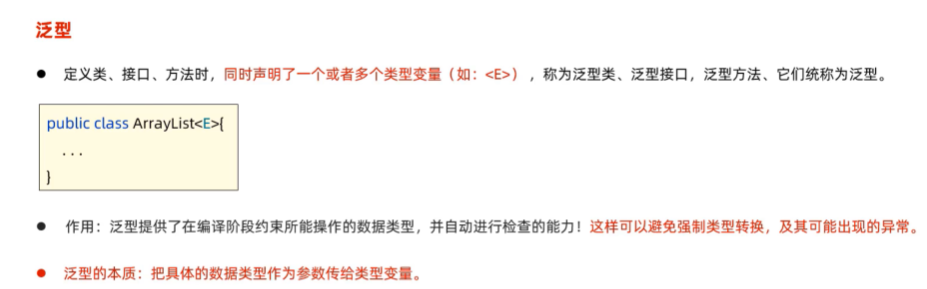 泛型
● 定义类、接口、方法时，同时声明了一个或者多个类型变量（如：<E>），称为泛型类、泛型接口，泛型方法、它们统称为泛型。
public class ArrayList<E>{
. . .
}
● 作用：泛型提供了在编译阶段约束所能操作的数据类型，并自动进行检查的能力！这样可以避免强制类型转换，及其可能出现的异常。
● 泛型的本质：把具体的数据类型作为参数传给类型变量。